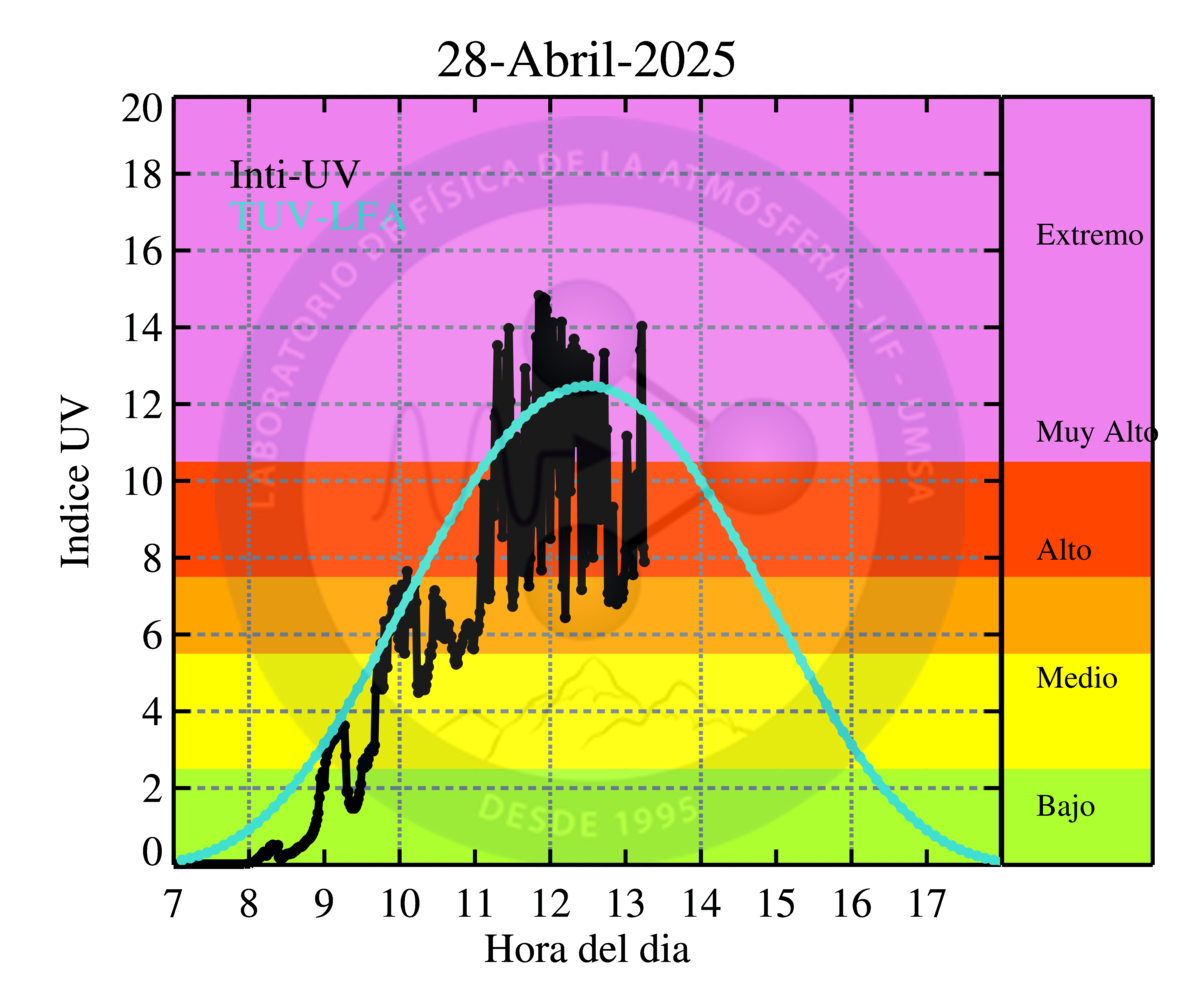 28-Abril-2025
Inti-UV
TUV-LFA
LABORATORIO DE FÍSICA DE LA ATMÓSFERA - IIF - UMSA
DESDE 1995
Indice UV
20
18
16
14
12
10
8
6
4
2
0
7 8 9 10 11 12 13 14 15 16 17
Hora del dia
Extremo
Muy Alto
Alto
Medio
Bajo